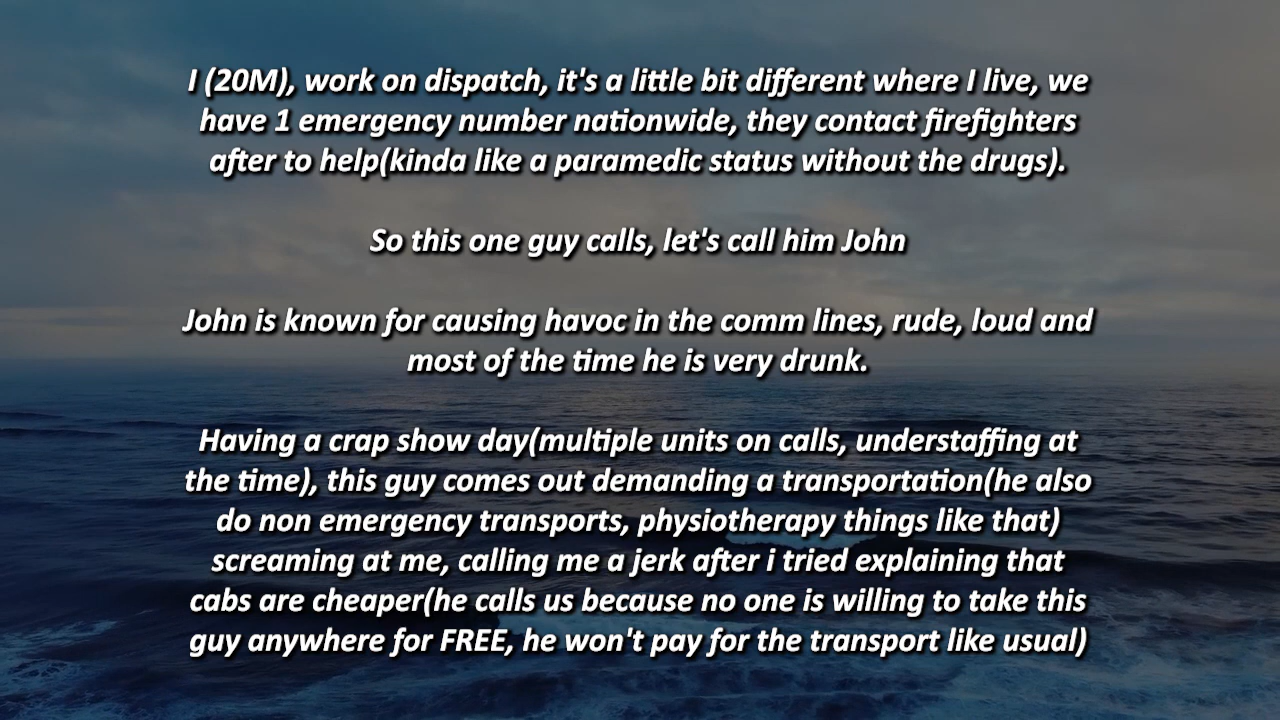 I (20M), work on dispatch, it's a little bit different where I live, we
have 1 emergency number nationwide, they contact firefighters
after to help(kinda like a paramedic status without the drugs).
So this one guy calls, let's call him John
John is known for causing havoc in the comm lines, rude, loud and
most of the time he is very drunk.
Having a crap show day(multiple units on calls, understaffing at
the time), this guy comes out demanding a transportation(he also
do non emergency transports, physiotherapy things like that)
screaming at me, calling me a jerk after i tried explaining that
cabs are cheaper(he calls us because no one is willing to take this
guy anywhere for FREE, he won't pay for the transport like usual)